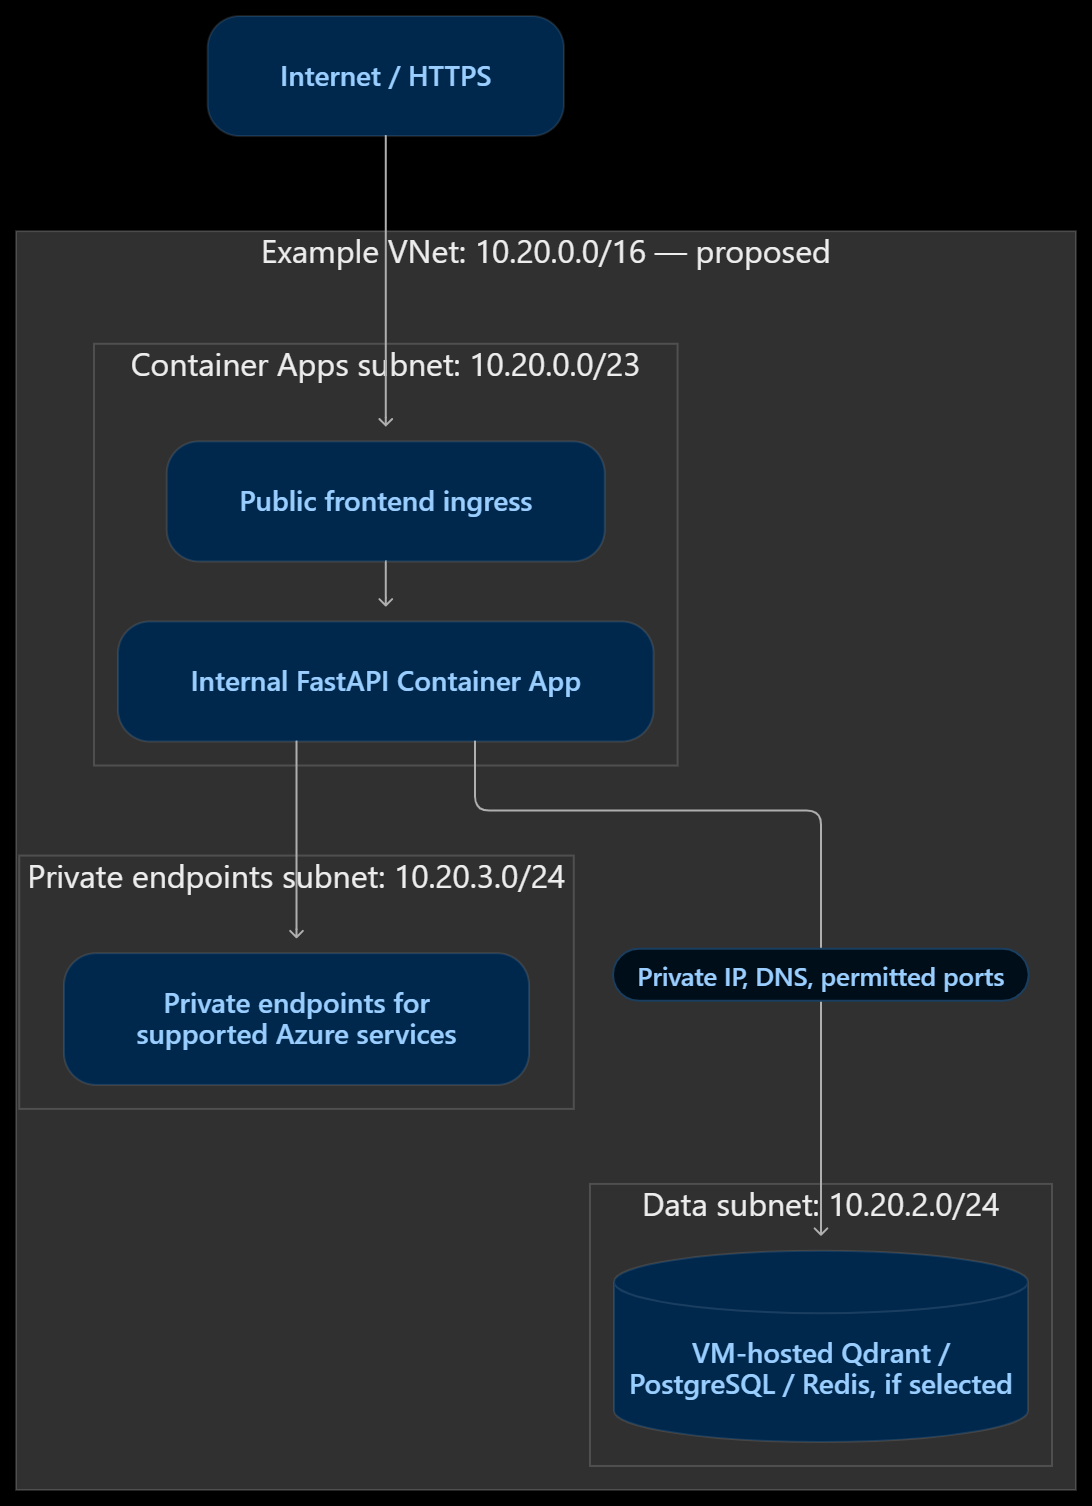 Internet / HTTPS
Example VNet: 10.20.0.0/16 — proposed
Container Apps subnet: 10.20.0.0/23
Public frontend ingress
Internal FastAPI Container App
Private endpoints subnet: 10.20.3.0/24
Private endpoints for
supported Azure services
Private IP, DNS, permitted ports
Data subnet: 10.20.2.0/24
VM-hosted Qdrant /
PostgreSQL / Redis, if selected